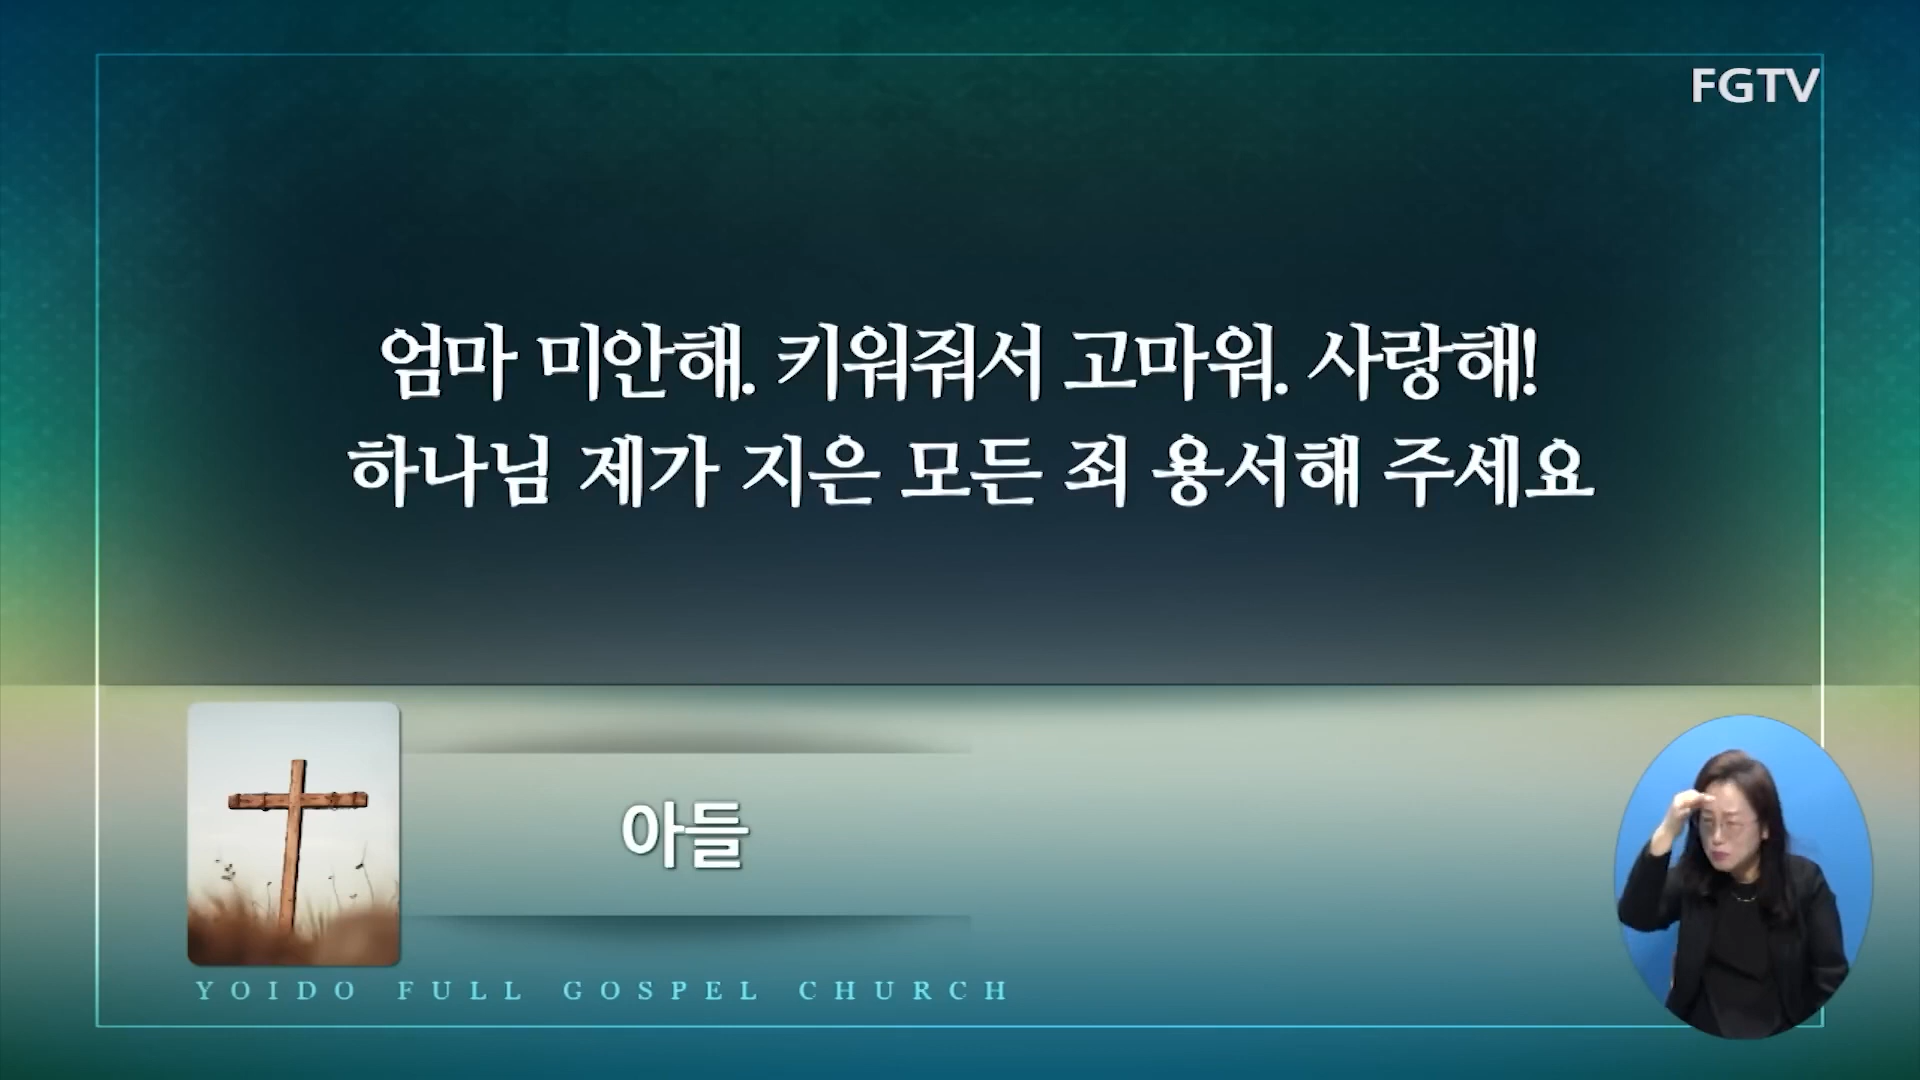 FGTV
엄마 미안해. 키워줘서 고마워. 사랑해!
하나님 제가 지은 모든 죄 용서해 주세요
아들
YOIDO FULL GOSPEL CHURCH